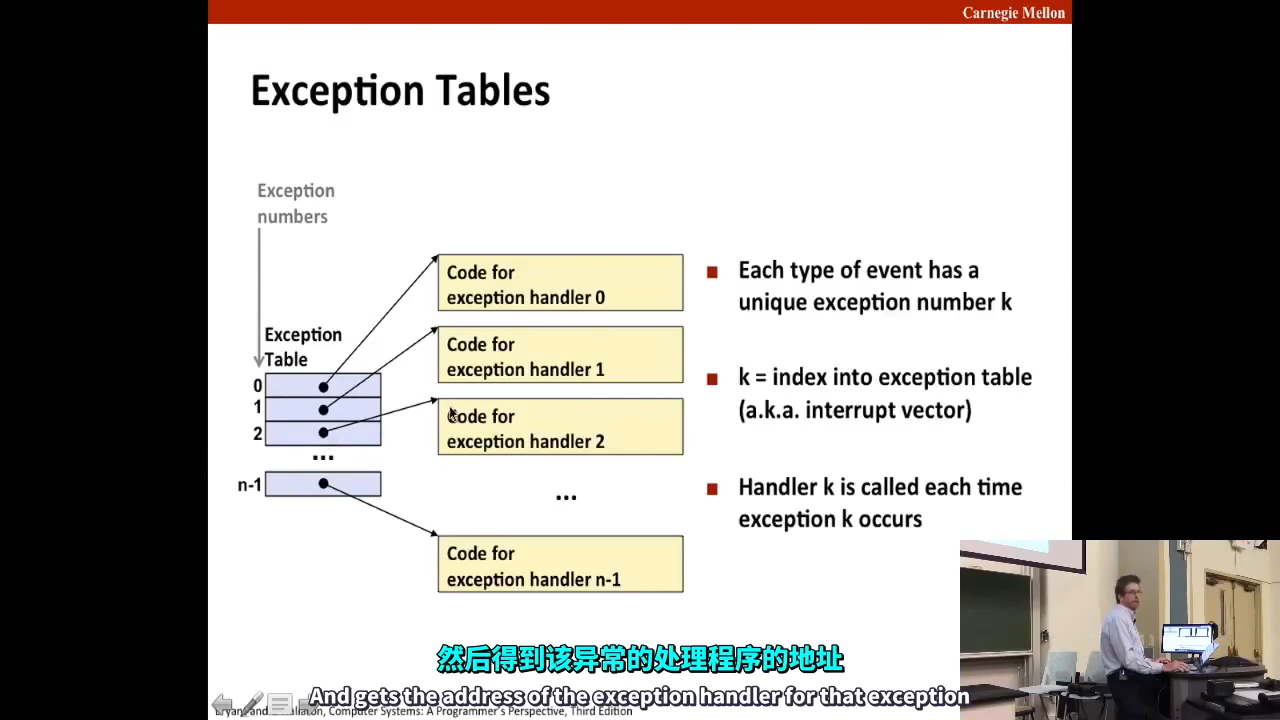 Carnegie Mellon
Exception Tables
Exception
numbers
Exception
Table
0
1
2
...
n-1
Code for
exception handler 0
Code for
exception handler 1
Code for
exception handler 2
...
Code for
exception handler n-1
Each type of event has a
unique exception number k
k = index into exception table
(a.k.a. interrupt vector)
Handler k is called each time
exception k occurs
然后得到该异常的处理程序的地址
And gets the address of the exception handler for that exception
Computer Systems: A Programmer's Perspective, Third Edition